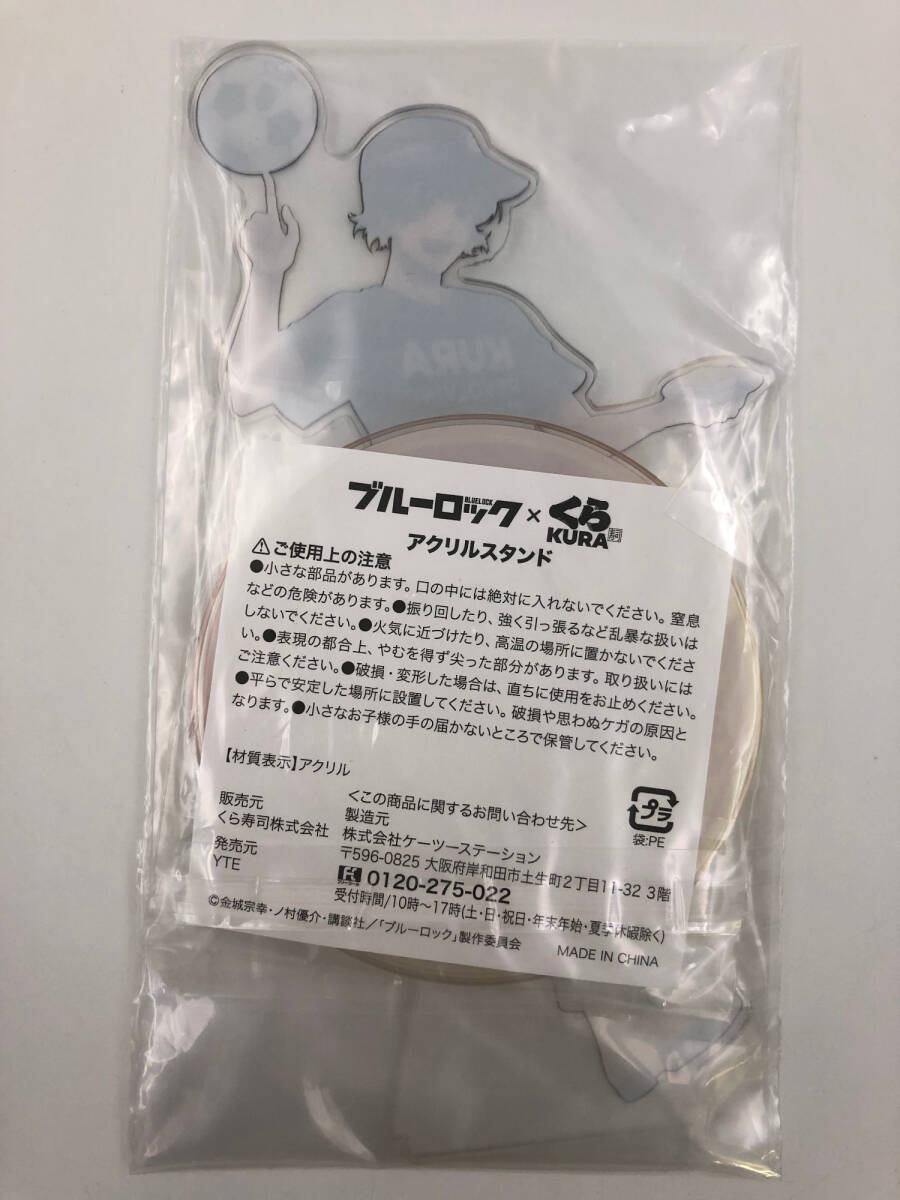 KURA
ブルーロック×くら
BLUELOCK
KURA
アクリルスタンド
⚠ご使用上の注意
●小さな部品があります。口の中には絶対に入れないでください。窒息
などの危険があります。●振り回したり、強く引っ張るなど乱暴な扱いは
しないでください。●火気に近づけたり、高温の場所に置かないでくださ
い。●表現の都合上、やむを得ず尖った部分があります。取り扱いには
ご注意ください。●破損・変形した場合は、直ちに使用をお止めください。
●平らで安定した場所に設置してください。破損や思わぬケガの原因と
なります。●小さなお子様の手の届かないところで保管してください。
【材質表示】アクリル
販売元
くら寿司株式会社
発売元
YTE
<この商品に関するお問い合わせ先>
製造元
株式会社ケーツーステーション
〒596-0825 大阪府岸和田市土生町2丁目11-32 3階
0120-275-022
受付時間/10時〜17時(土・日・祝日・年末年始・夏季休暇除く)
プラ
袋:PE
©金城宗幸・ノ村優介・講談社/「ブルーロック」製作委員会
MADE IN CHINA